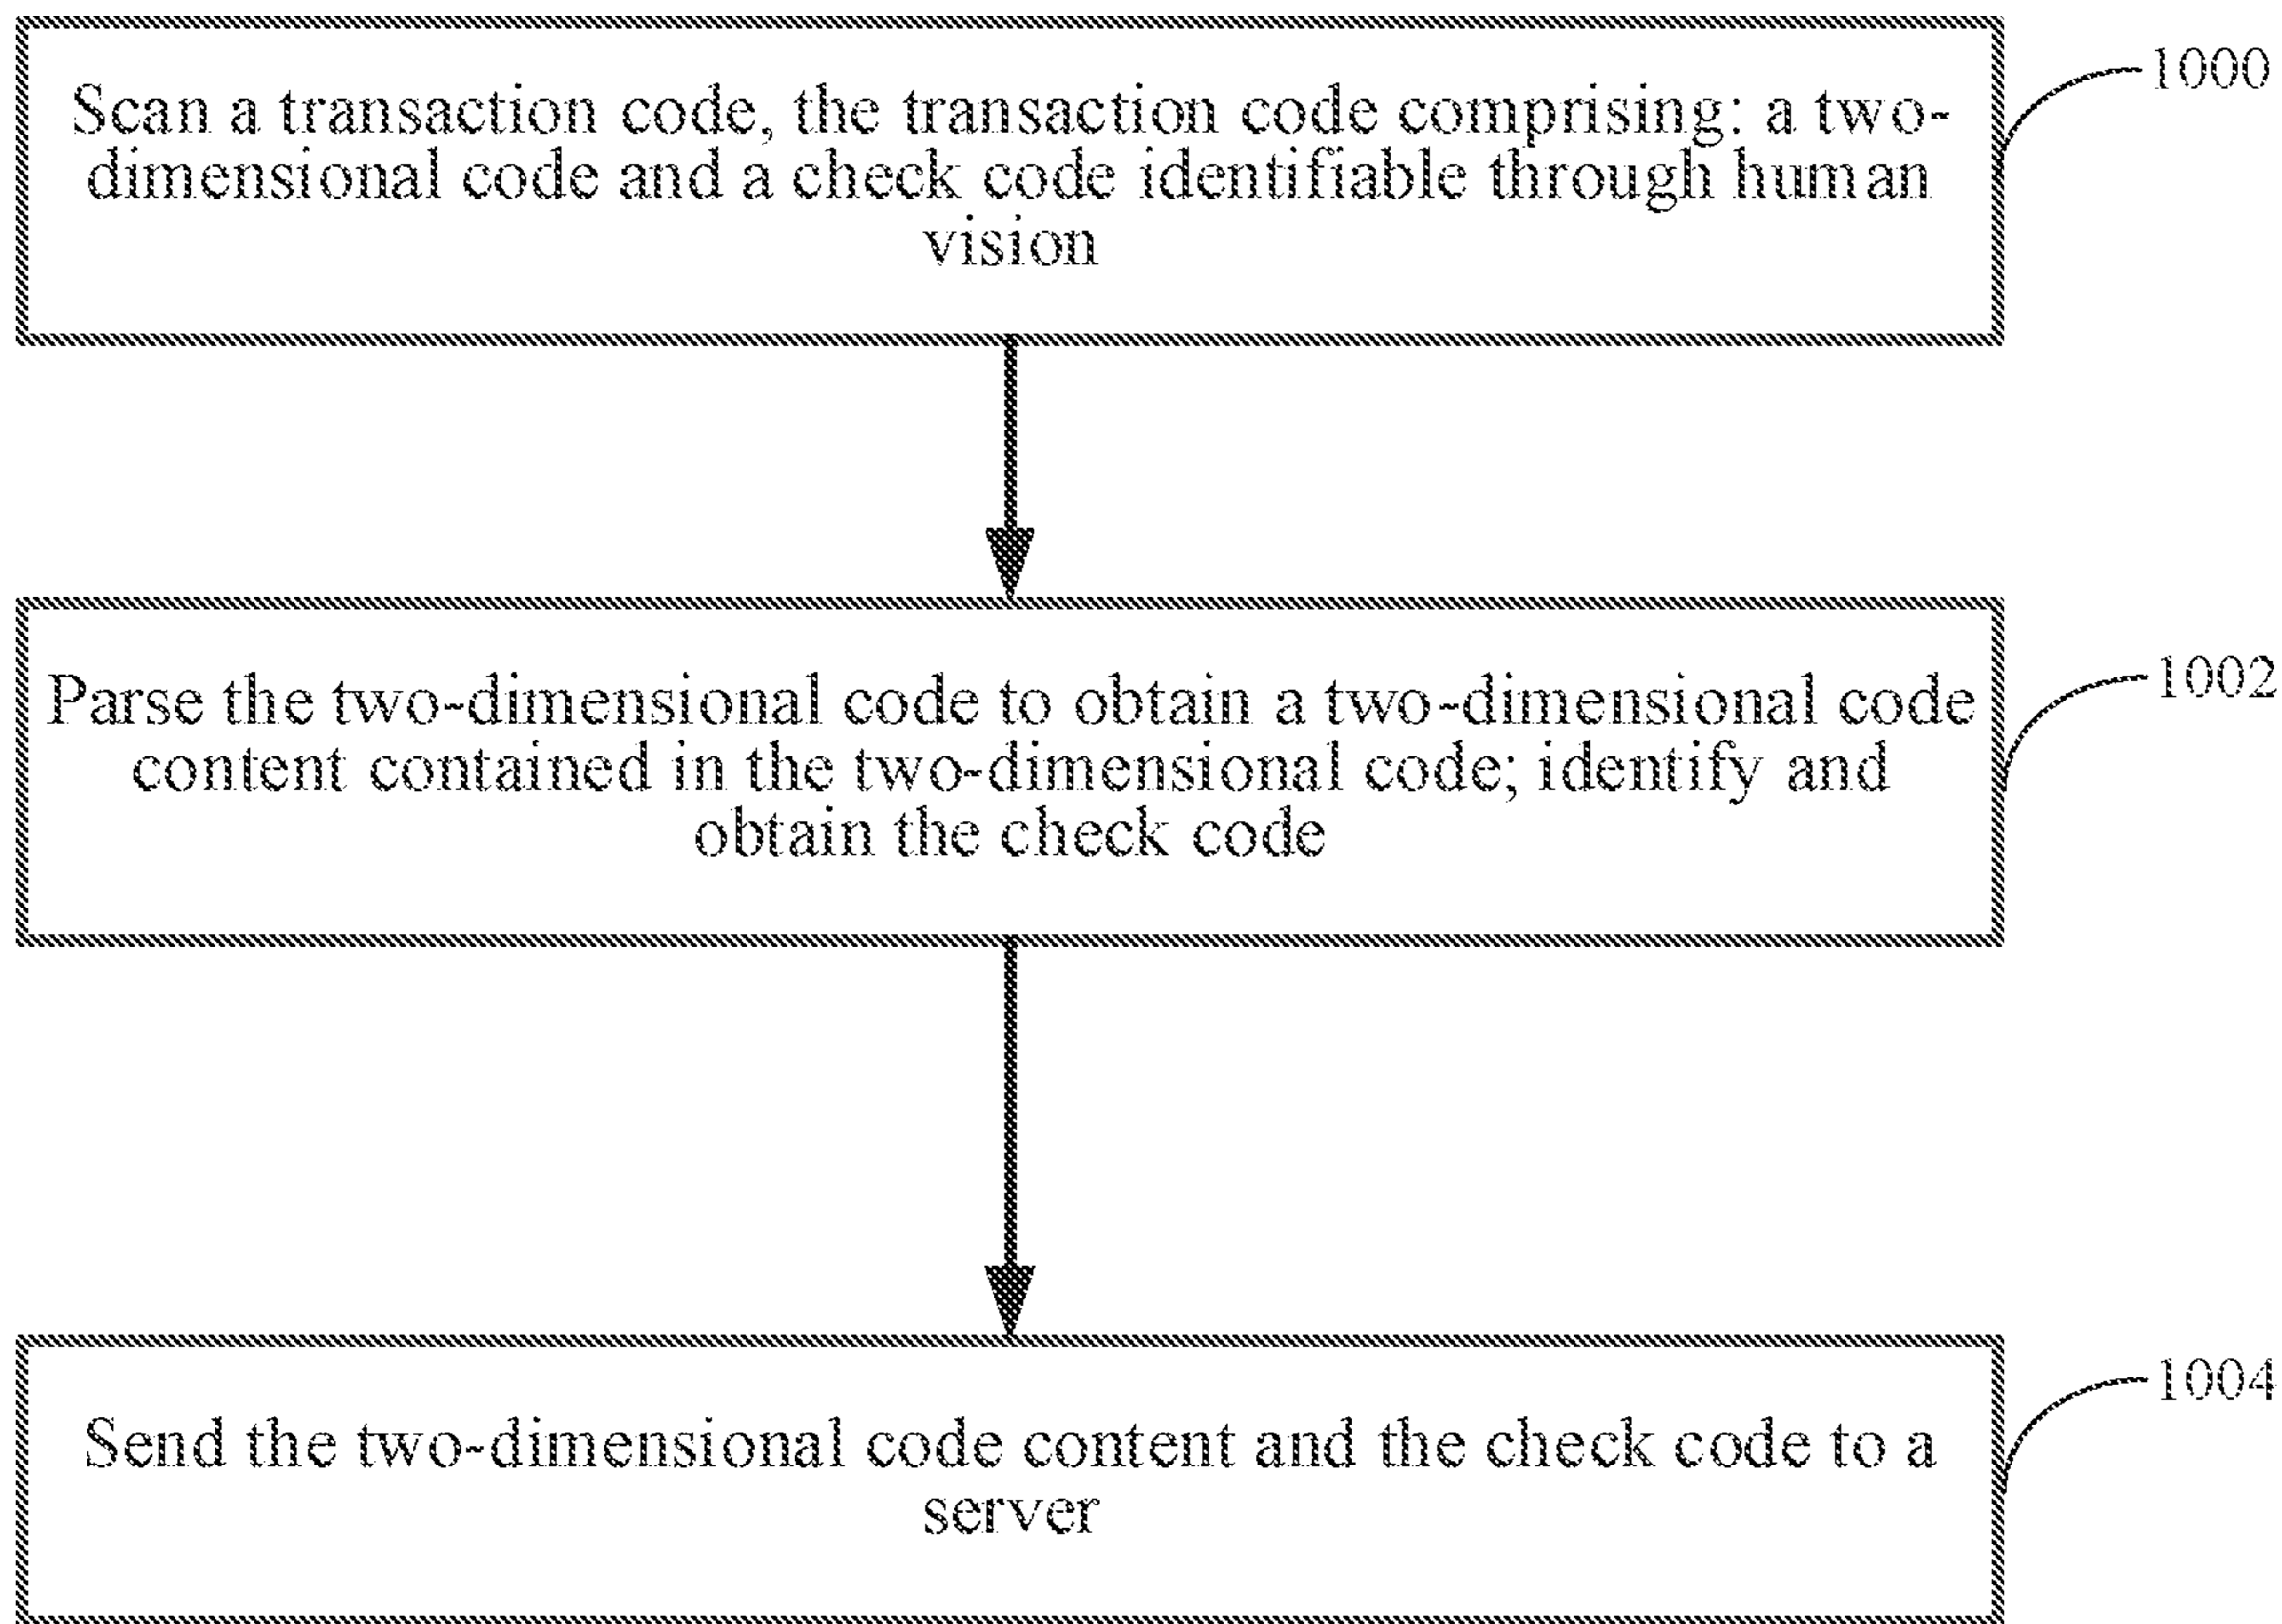 Scan a transaction code, the transaction code comprising: a two-
dimensional code and a check code identifiable through human
vision
1000
Parse the two-dimensional code to obtain a two-dimensional code
content contained in the two-dimensional code; identify and
obtain the check code
1002
Send the two-dimensional code content and the check code to a
server
1004